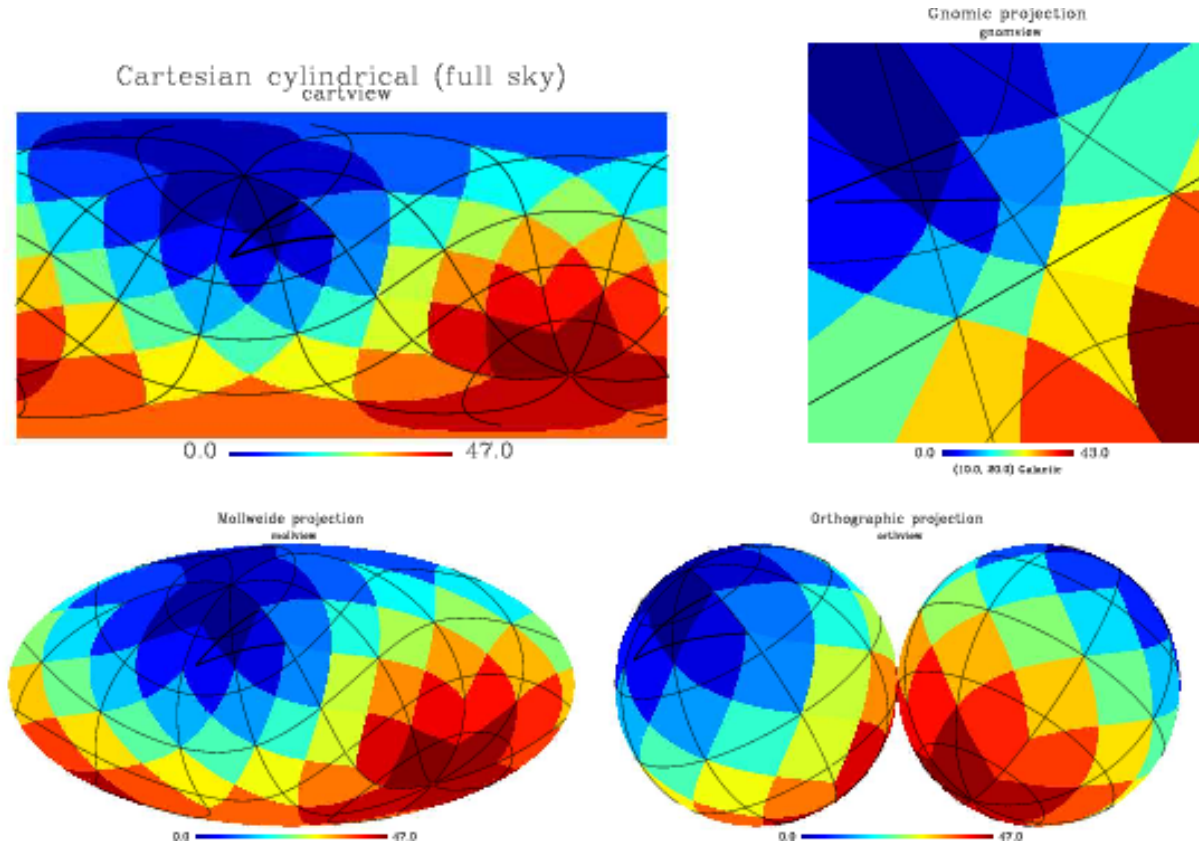 Cartesian cylindrical (full sky)
cartview
0.0 47.0
Gnomic projection
gnomview
0.0 43.0
(10.0, 80.0) Galactic
Mollweide projection
mollview
0.0 47.0
Orthographic projection
orthview
0.0 47.0